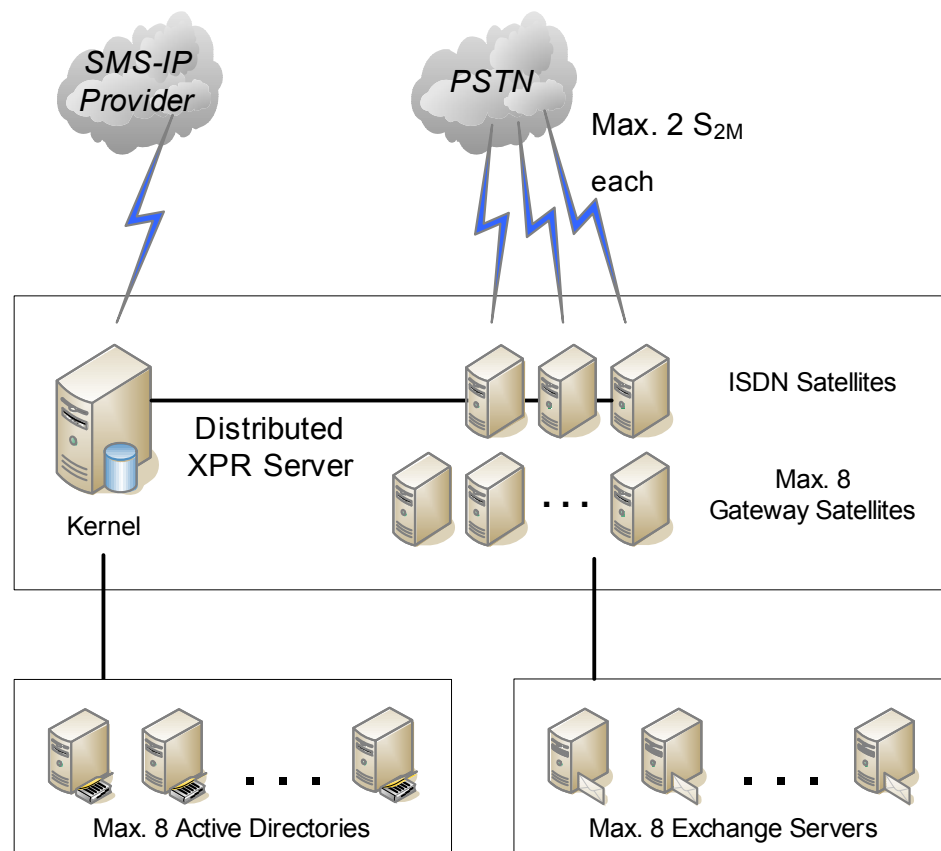 SMS-IP
Provider
PSTN
Max. 2 S2M
each
ISDN Satellites
Distributed
XPR Server
Max. 8
Gateway Satellites
. . .
Kernel
. . .
Max. 8 Active Directories
. . .
Max. 8 Exchange Servers